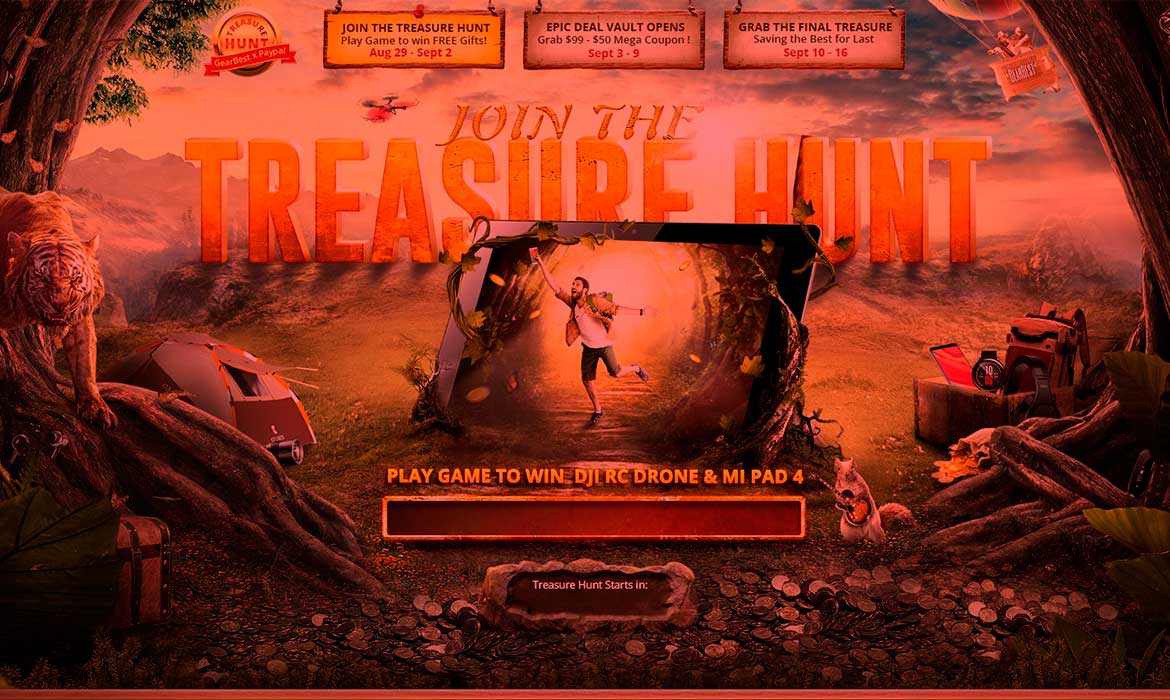 TREASURE
HUNT
GearBest X Paypal
JOIN THE TREASURE HUNT
Play Game to win FREE Gifts!
Aug 29 - Sept 2
EPIC DEAL VAULT OPENS
Grab $99 - $50 Mega Coupon !
Sept 3 - 9
GRAB THE FINAL TREASURE
Saving the Best for Last
Sept 10 - 16
GEARBEST
JOIN THE
TREASURE HUNT
PLAY GAME TO WIN DJI RC DRONE & MI PAD 4
Treasure Hunt Starts in: